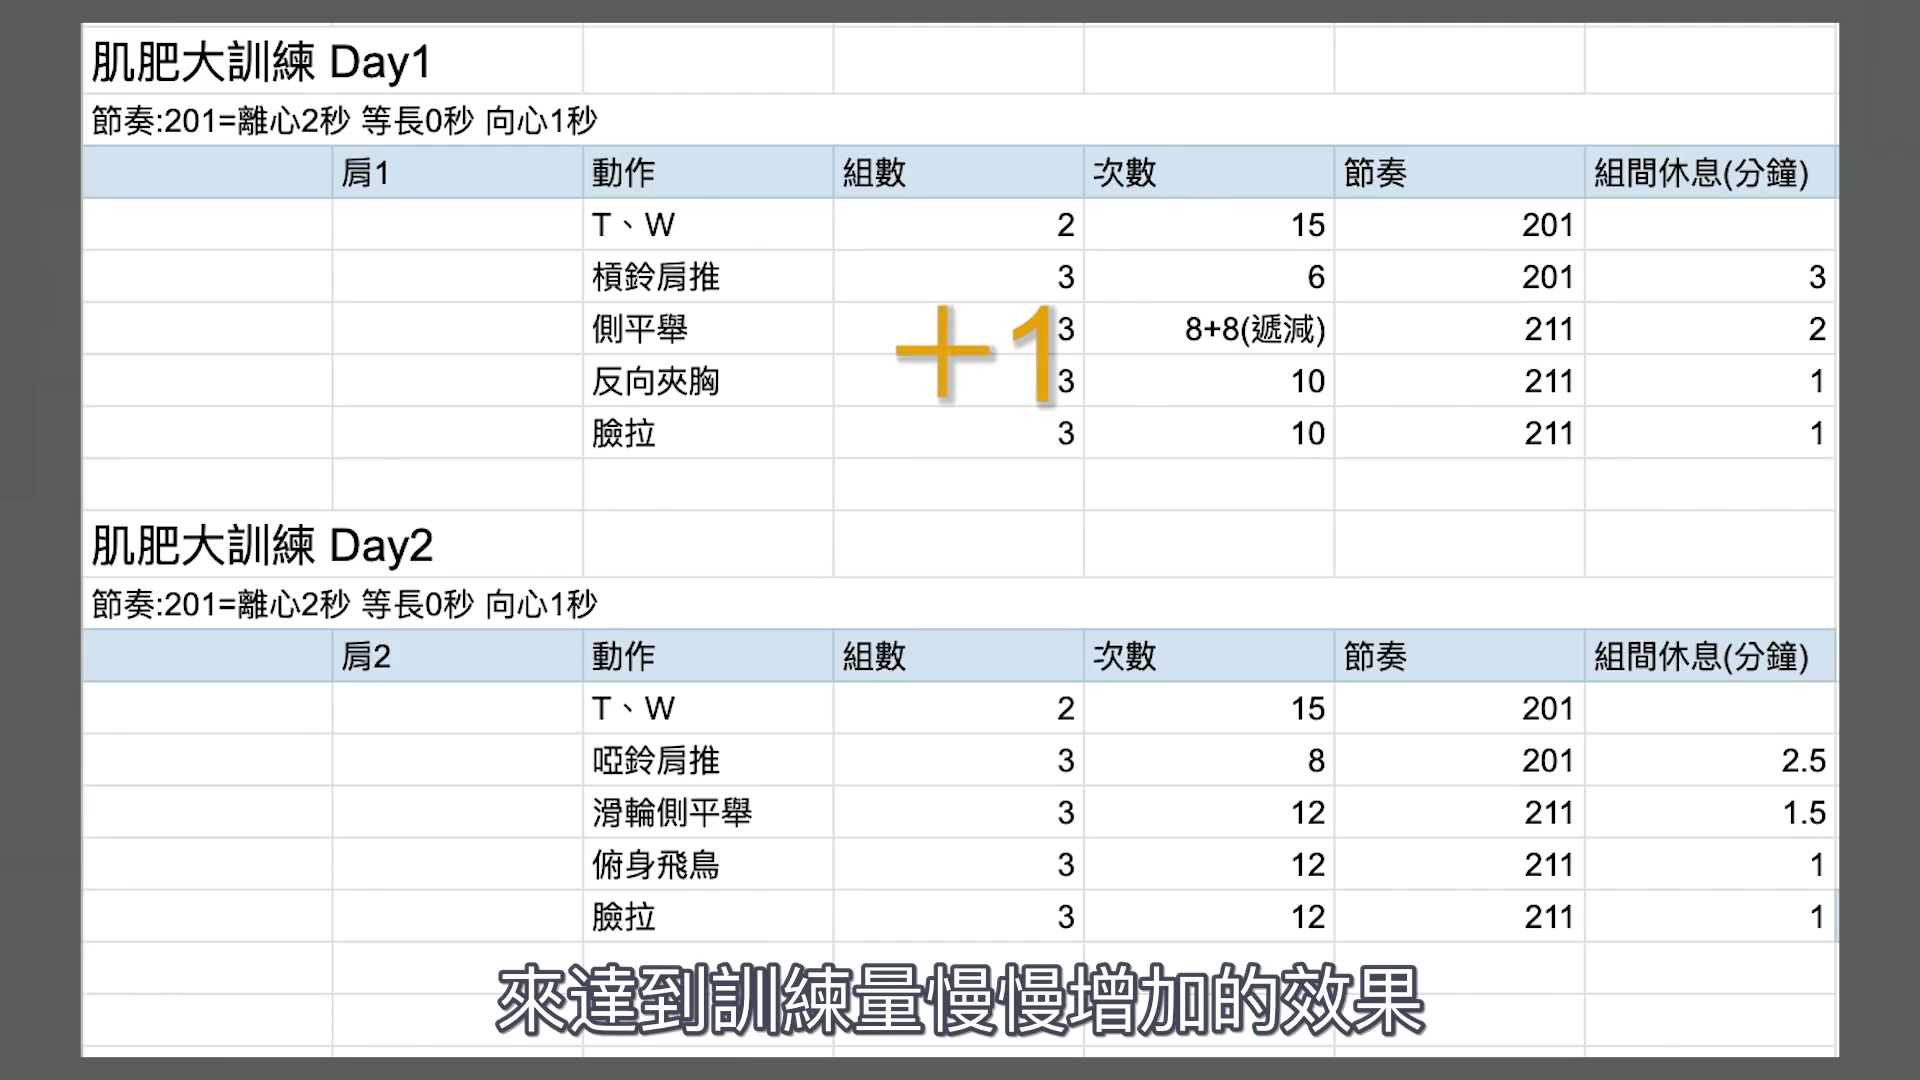 肌肥大訓練 Day1
節奏:201=離心2秒 等長0秒 向心1秒
肩1 動作 組數 次數 節奏 組間休息(分鐘)
T、W 2 15 201
槓鈴肩推 3 6 201 3
側平舉 3 8+8(遞減) 211 2
+1
反向夾胸 3 10 211 1
臉拉 3 10 211 1
肌肥大訓練 Day2
節奏:201=離心2秒 等長0秒 向心1秒
肩2 動作 組數 次數 節奏 組間休息(分鐘)
T、W 2 15 201
啞鈴肩推 3 8 201 2.5
滑輪側平舉 3 12 211 1.5
俯身飛鳥 3 12 211 1
臉拉 3 12 211 1
來達到訓練量慢慢增加的效果